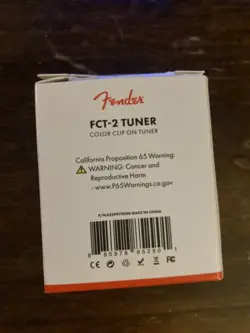 Fender
FCT-2 TUNER
COLOR CLIP ON TUNER
California Proposition 65 Warning:
WARNING: Cancer and
Reproductive Harm
- www.P65Warnings.ca.gov